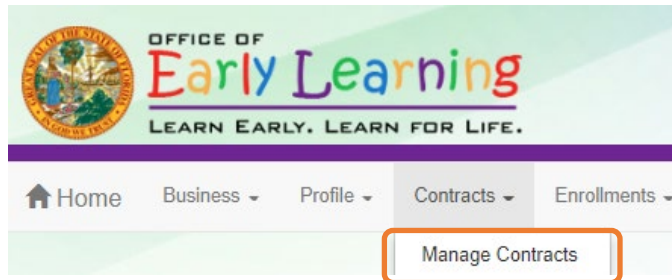 OFFICE OF
Early Learning
LEARN EARLY. LEARN FOR LIFE.
Home Business Profile Contracts Enrollments
Manage Contracts